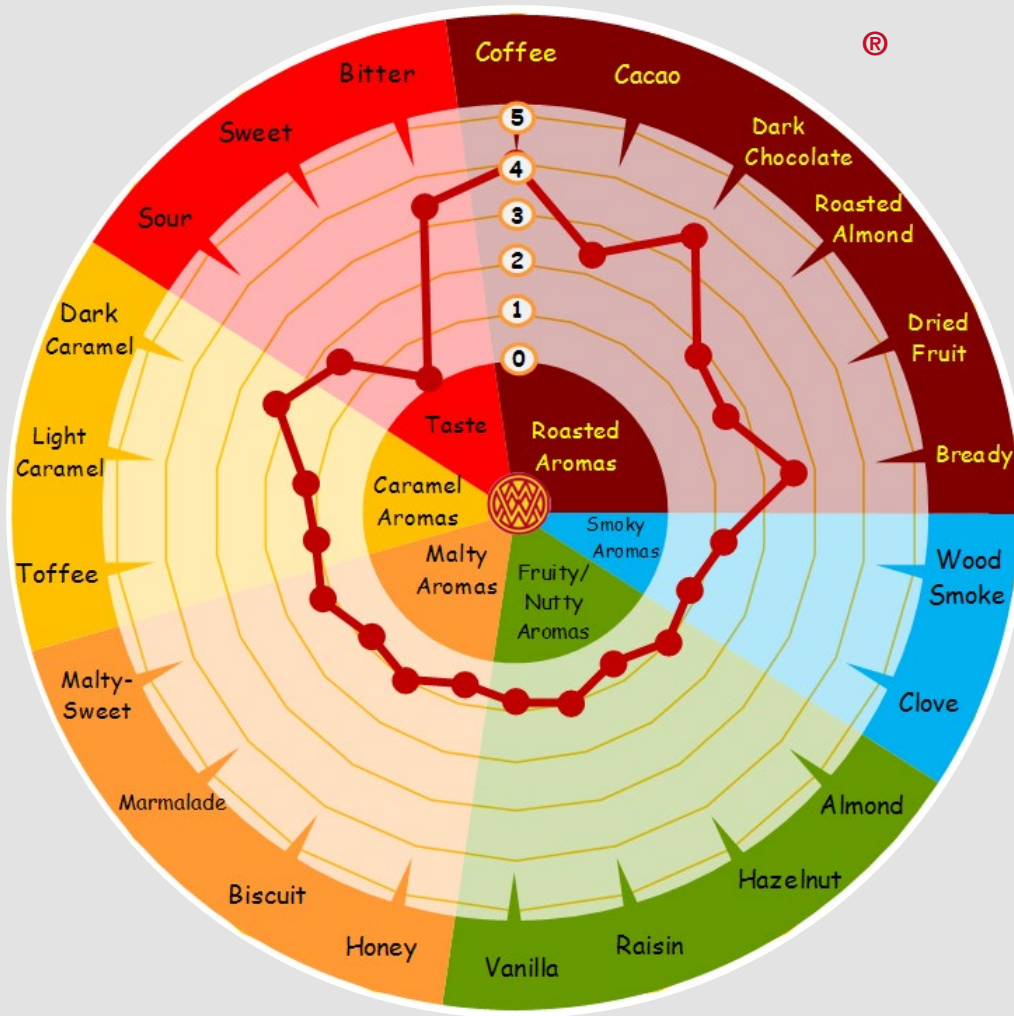 ®
Coffee
Cacao
Dark
Chocolate
Roasted
Almond
Dried
Fruit
Bready
Wood
Smoke
Clove
Almond
Hazelnut
Raisin
Vanilla
Honey
Biscuit
Marmalade
Malty-
Sweet
Toffee
Light
Caramel
Dark
Caramel
Sour
Sweet
Bitter
5
4
3
2
1
0
Taste
Roasted
Aromas
Caramel
Aromas
Smoky
Aromas
Malty
Aromas
Fruity/
Nutty
Aromas